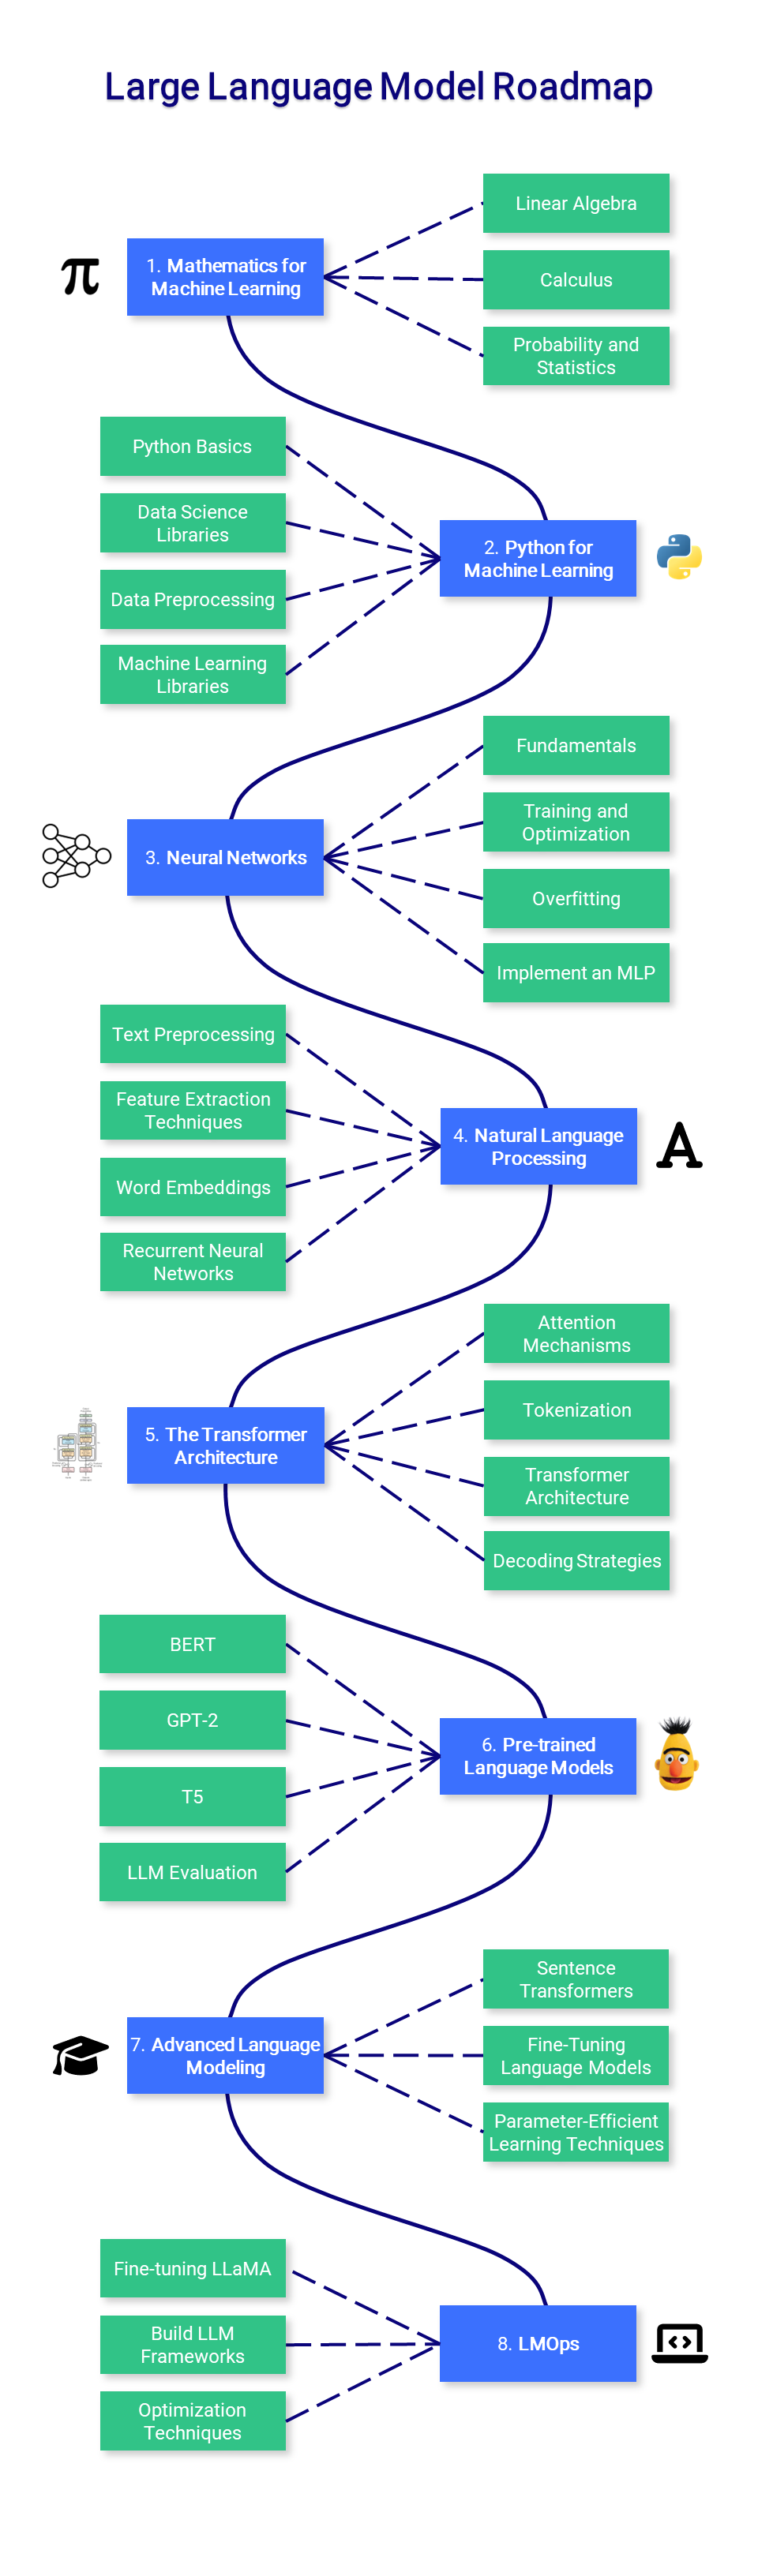 Large Language Model Roadmap
1. Mathematics for
Machine Learning
Linear Algebra
Calculus
Probability and
Statistics
2. Python for
Machine Learning
Python Basics
Data Science
Libraries
Data Preprocessing
Machine Learning
Libraries
3. Neural Networks
Fundamentals
Training and
Optimization
Overfitting
Implement an MLP
4. Natural Language
Processing
Text Preprocessing
Feature Extraction
Techniques
Word Embeddings
Recurrent Neural
Networks
5. The Transformer
Architecture
Attention
Mechanisms
Tokenization
Transformer
Architecture
Decoding Strategies
6. Pre-trained
Language Models
BERT
GPT-2
T5
LLM Evaluation
7. Advanced Language
Modeling
Sentence
Transformers
Fine-Tuning
Language Models
Parameter-Efficient
Learning Techniques
8. LMOps
Fine-tuning LLaMA
Build LLM
Frameworks
Optimization
Techniques